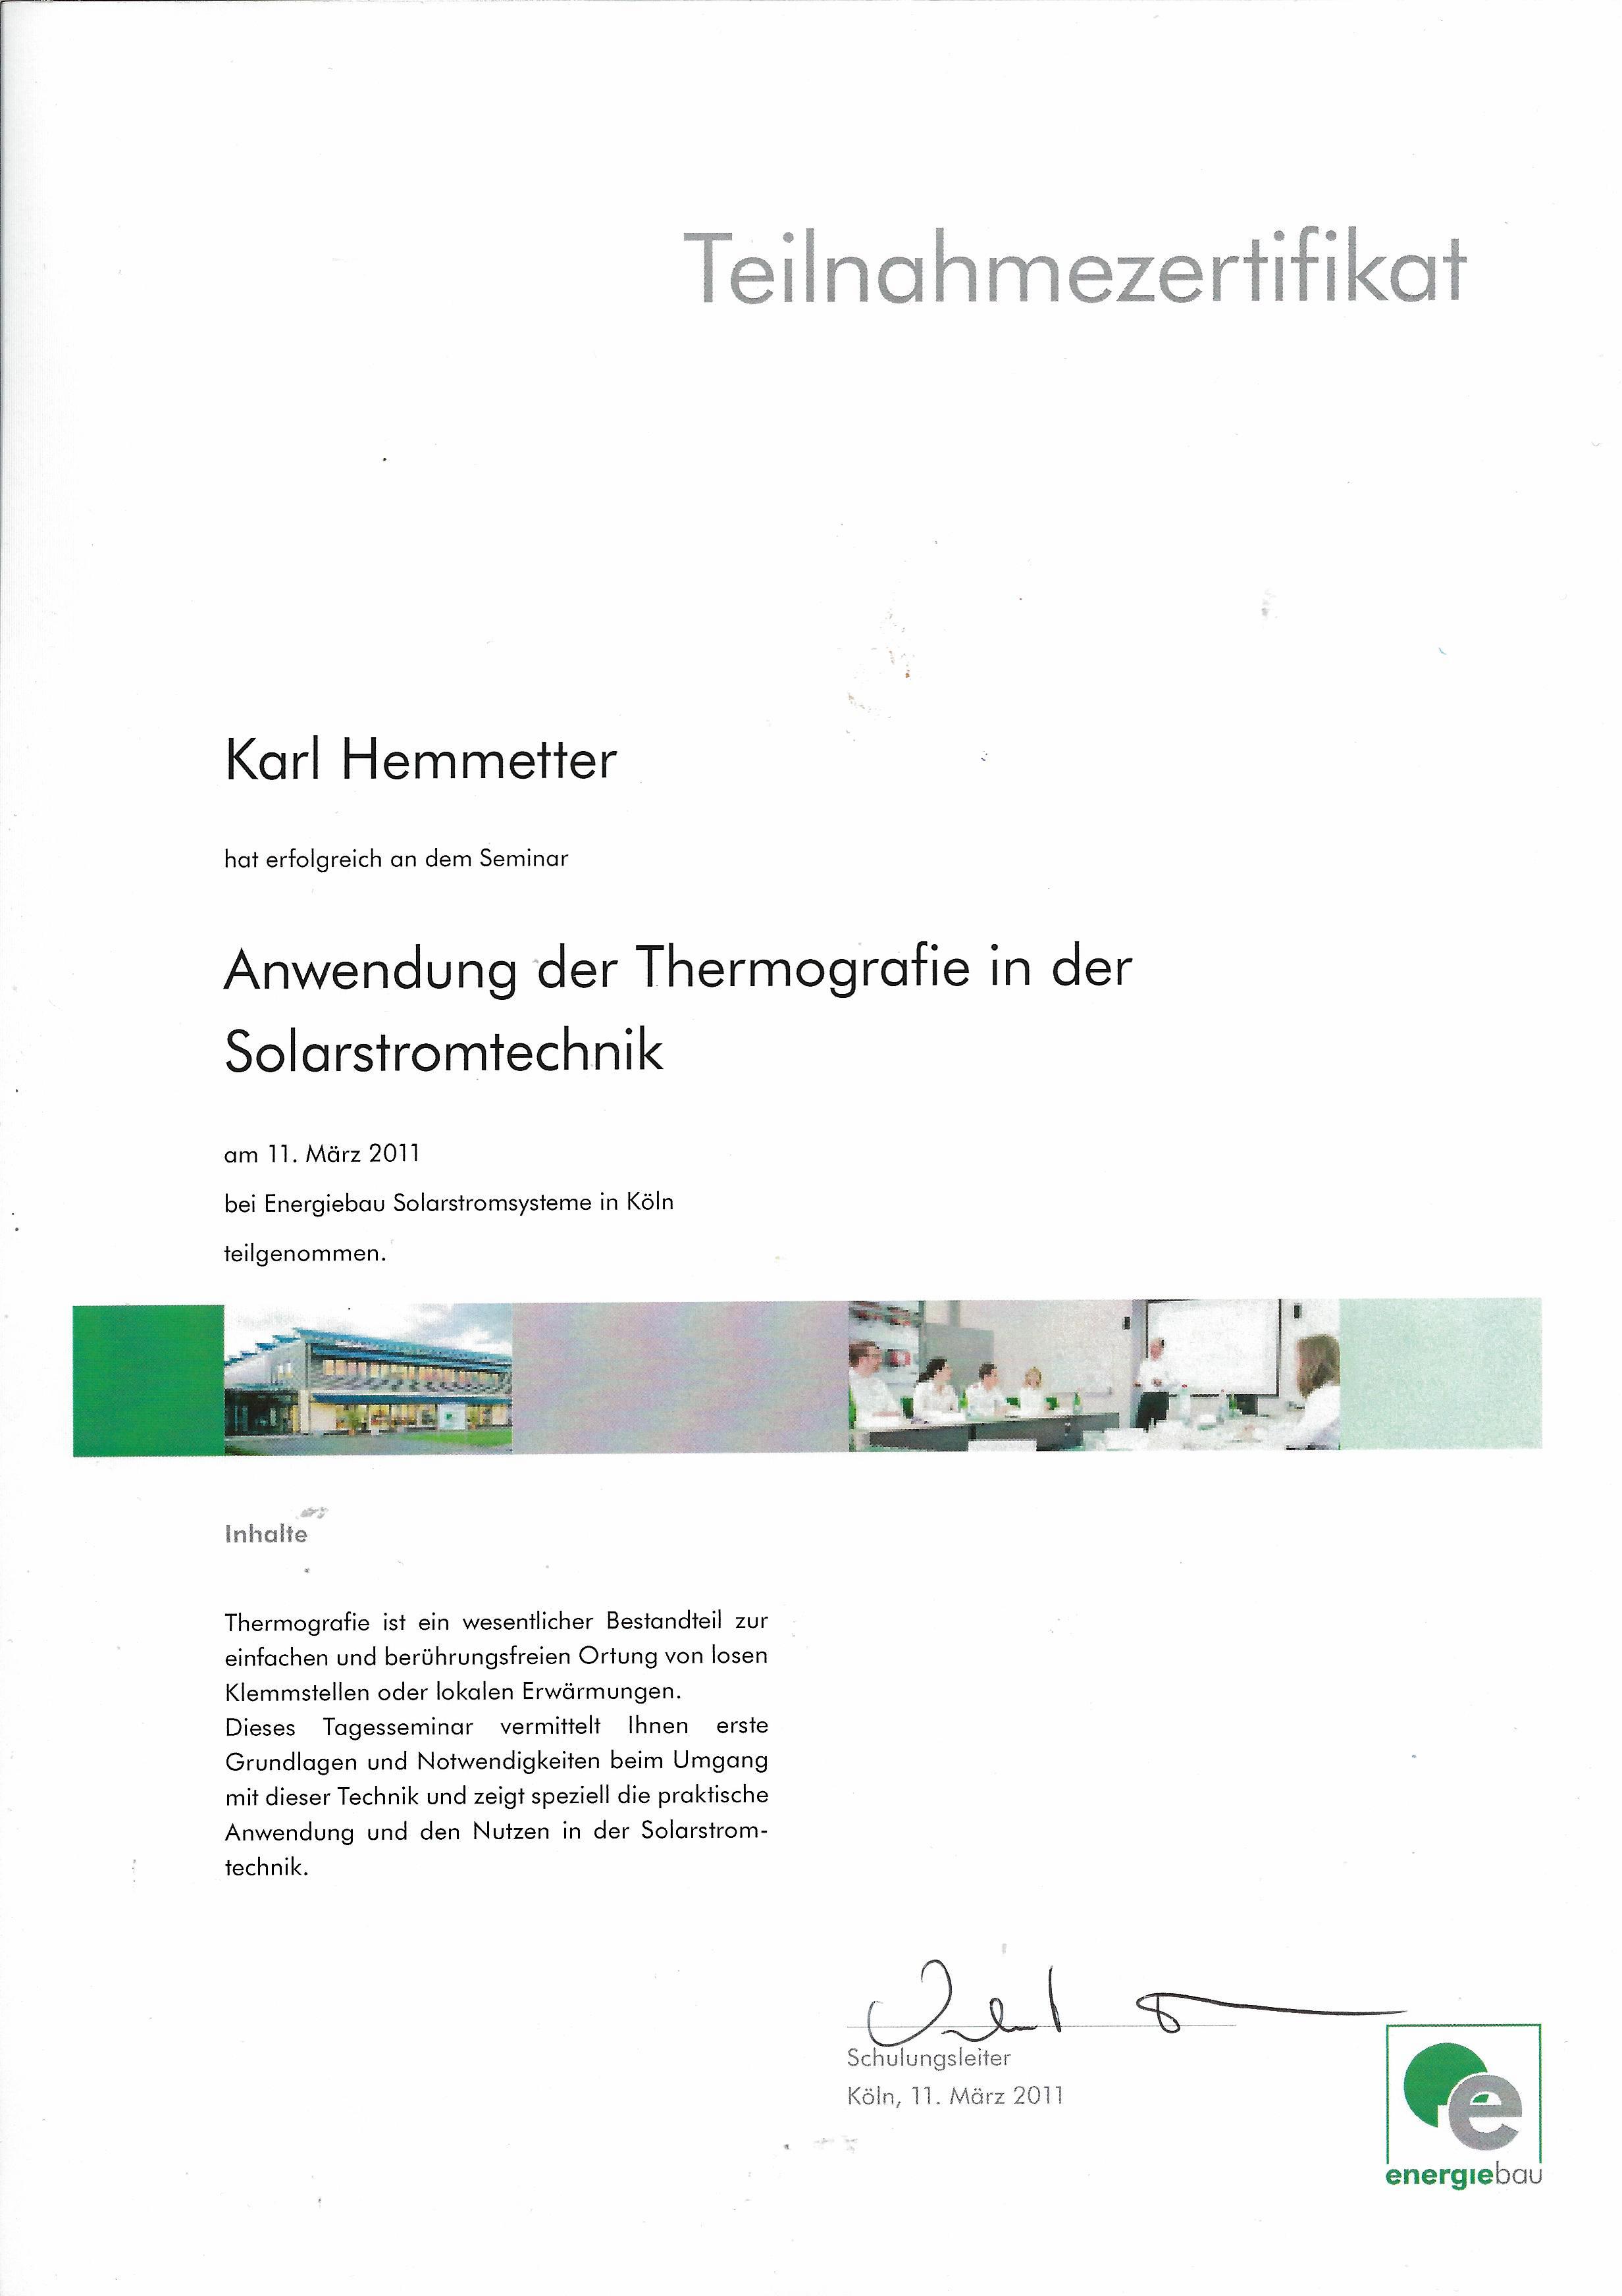 Teilnahmezertifikat
Karl Hemmetter
hat erfolgreich an dem Seminar
Anwendung der Thermografie in der
Solarstromtechnik
am 11. März 2011
bei Energiebau Solarstromsysteme in Köln
teilgenommen.
Inhalte
Thermografie ist ein wesentlicher Bestandteil zur
einfachen und berührungsfreien Ortung von losen
Klemmstellen oder lokalen Erwärmungen.
Dieses Tagesseminar vermittelt Ihnen erste
Grundlagen und Notwendigkeiten beim Umgang
mit dieser Technik und zeigt speziell die praktische
Anwendung und den Nutzen in der Solarstrom-
technik.
Schulungsleiter
Köln, 11. März 2011
e
energiebau